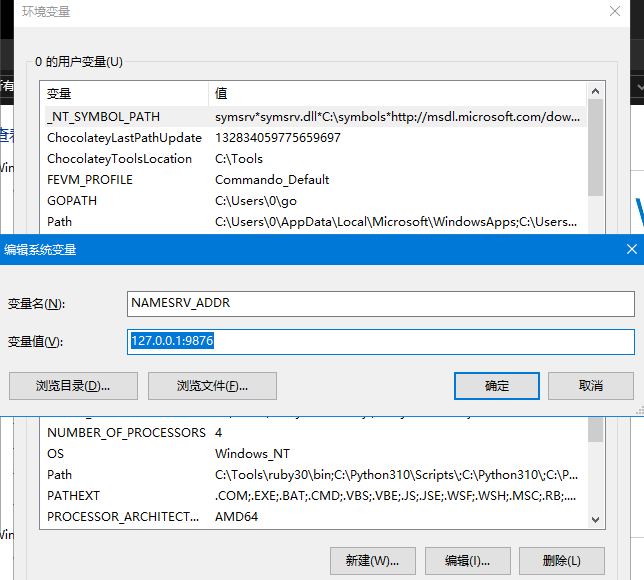 环境变量
0 的用户变量(U)
变量 值
_NT_SYMBOL_PATH symsrv*symsrv.dll*C:\symbols*http://msdl.microsoft.com/dow...
ChocolateyLastPathUpdate 132834059775659697
ChocolateyToolsLocation C:\Tools
FEVM_PROFILE Commando_Default
GOPATH C:\Users\0\go
Path C:\Users\0\AppData\Local\Microsoft\WindowsApps;C:\Users...
编辑系统变量
变量名(N): NAMESRV_ADDR
变量值(V): 127.0.0.1:9876
浏览目录(D)... 浏览文件(F)... 确定 取消
NUMBER_OF_PROCESSORS 4
OS Windows_NT
Path C:\Tools\ruby30\bin;C:\Python310\Scripts\;C:\Python310\;C:\P...
PATHEXT .COM;.EXE;.BAT;.CMD;.VBS;.VBE;.JS;.JSE;.WSF;.WSH;.MSC;.RB;....
PROCESSOR_ARCHITECT... AMD64
新建(W)... 编辑(I)... 删除(L)